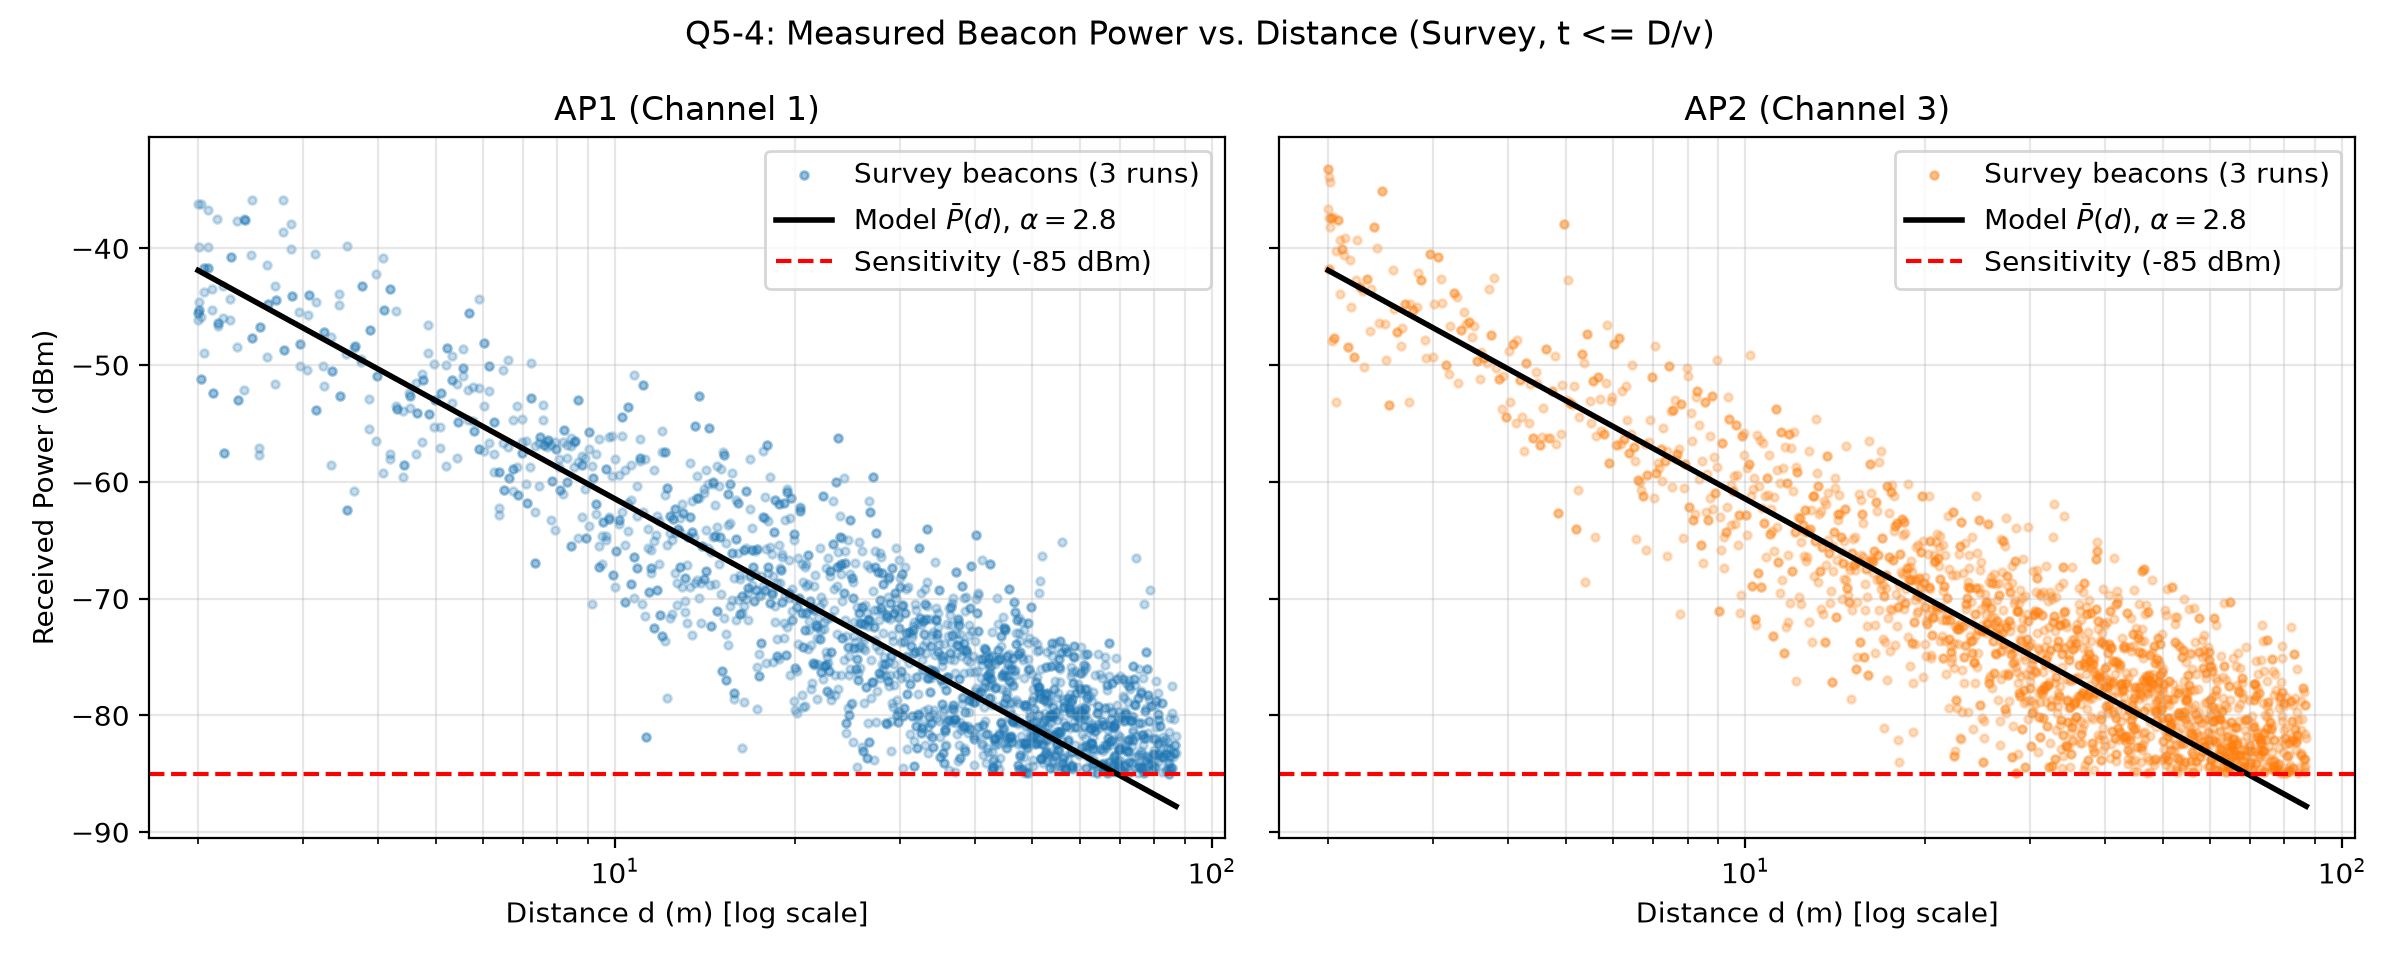 Q5-4: Measured Beacon Power vs. Distance (Survey, t <= D/v)
AP1 (Channel 1)
Survey beacons (3 runs)
Model P̄(d), α = 2.8
Sensitivity (-85 dBm)
Received Power (dBm)
−40
−50
−60
−70
−80
−90
10¹
10²
Distance d (m) [log scale]
AP2 (Channel 3)
Survey beacons (3 runs)
Model P̄(d), α = 2.8
Sensitivity (-85 dBm)
10¹
10²
Distance d (m) [log scale]